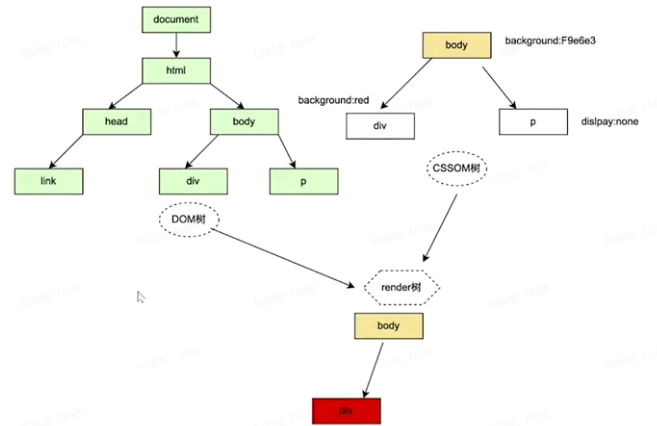 document
html
head
body
link
div
p
DOM树
body
background:F9e6e3
background:red
div
p
dislpay:none
CSSOM树
render树
body
div